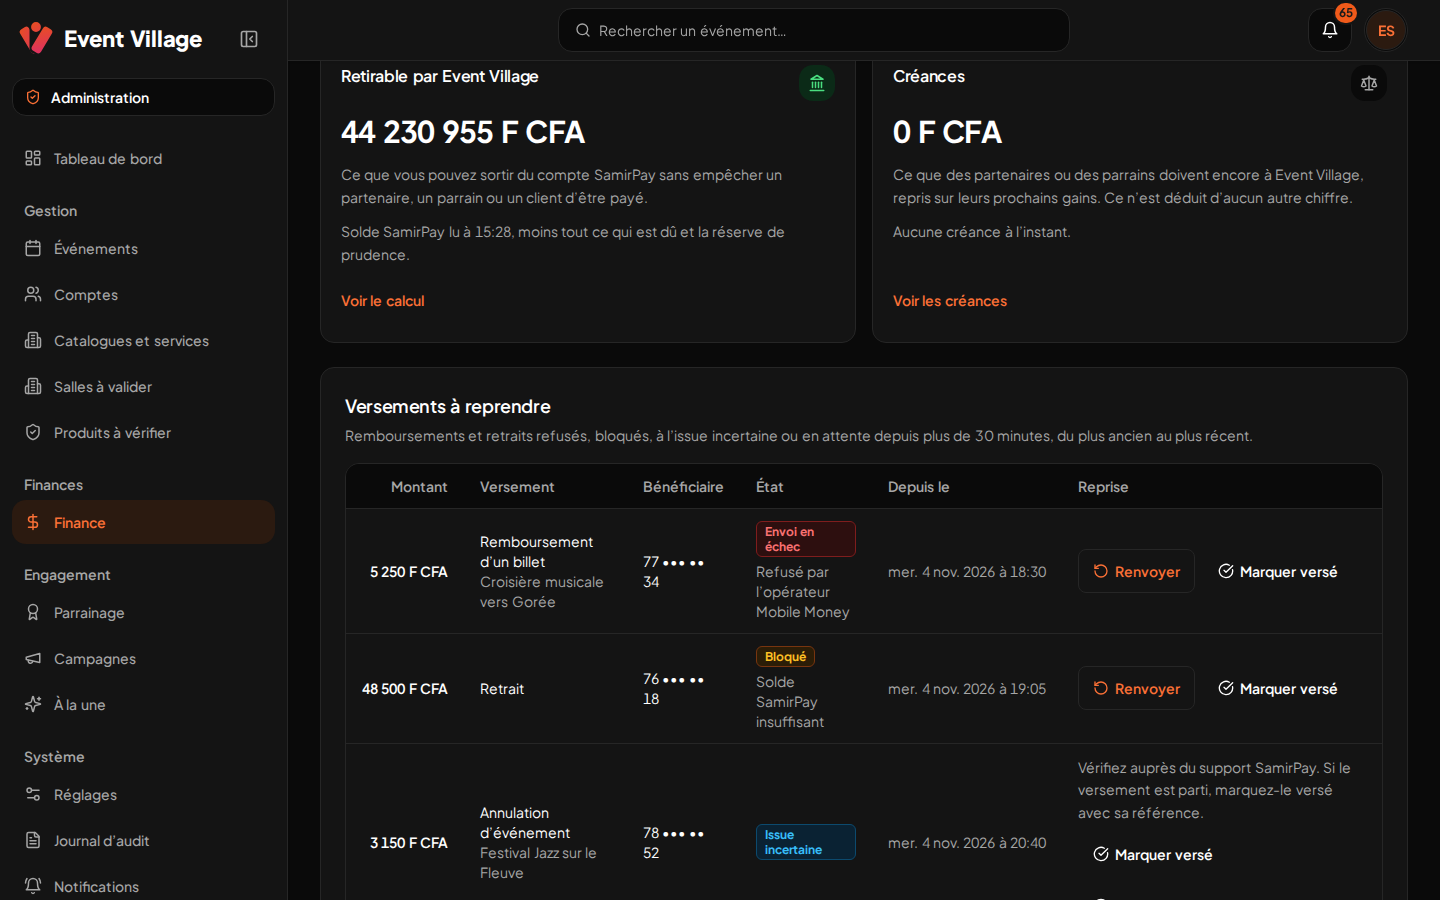 Event Village
Administration
Tableau de bord
Gestion
Événements
Comptes
Catalogues et services
Salles à valider
Produits à vérifier
Finances
Finance
Engagement
Parrainage
Campagnes
À la une
Système
Réglages
Journal d'audit
Notifications
Rechercher un événement...
65
ES
Retirable par Event Village
44 230 955 F CFA
Ce que vous pouvez sortir du compte SamirPay sans empêcher un
partenaire, un parrain ou un client d'être payé.
Solde SamirPay lu à 15:28, moins tout ce qui est dû et la réserve de
prudence.
Voir le calcul
Créances
0 F CFA
Ce que des partenaires ou des parrains doivent encore à Event Village,
repris sur leurs prochains gains. Ce n'est déduit d'aucun autre chiffre.
Aucune créance à l'instant.
Voir les créances
Versements à reprendre
Remboursements et retraits refusés, bloqués, à l'issue incertaine ou en attente depuis plus de 30 minutes, du plus ancien au plus récent.
Montant Versement Bénéficiaire État Depuis le Reprise
5 250 F CFA
Remboursement
d'un billet
Croisière musicale
vers Gorée
77 ••• ••
34
Envoi en
échec
Refusé par
l'opérateur
Mobile Money
mer. 4 nov. 2026 à 18:30
Renvoyer
Marquer versé
48 500 F CFA
Retrait
76 ••• ••
18
Bloqué
Solde
SamirPay
insuffisant
mer. 4 nov. 2026 à 19:05
Renvoyer
Marquer versé
3 150 F CFA
Annulation
d'événement
Festival Jazz sur le
Fleuve
78 ••• ••
52
Issue
incertaine
mer. 4 nov. 2026 à 20:40
Vérifiez auprès du support SamirPay. Si le
versement est parti, marquez-le versé
avec sa référence.
Marquer versé